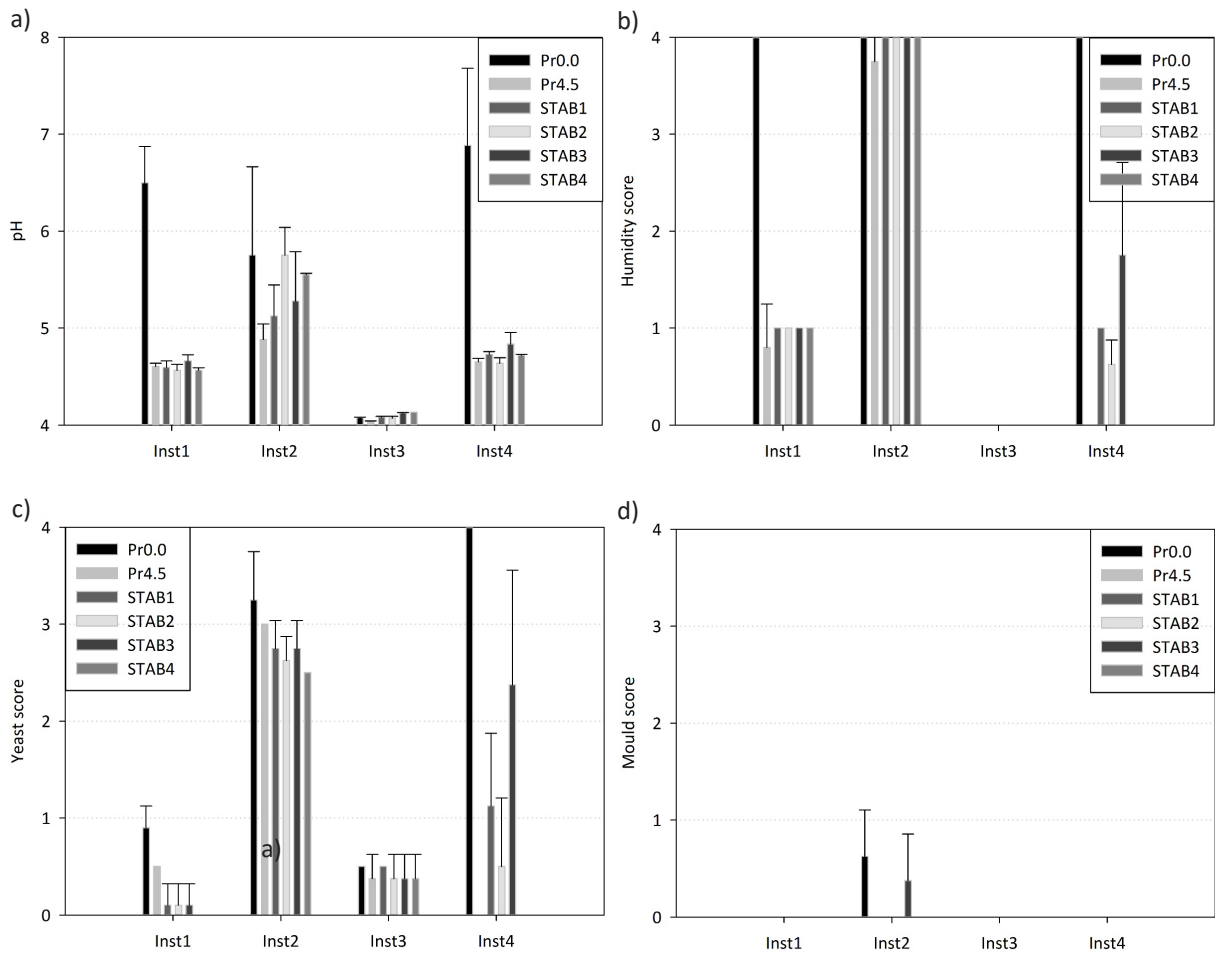 a)
8
7
6
5
4
pH
Pr0.0
Pr4.5
STAB1
STAB2
STAB3
STAB4
Inst1 Inst2 Inst3 Inst4
b)
4
3
2
1
0
Humidity score
Pr0.0
Pr4.5
STAB1
STAB2
STAB3
STAB4
Inst1 Inst2 Inst3 Inst4
c)
4
3
2
1
0
Yeast score
Pr0.0
Pr4.5
STAB1
STAB2
STAB3
STAB4
a)
Inst1 Inst2 Inst3 Inst4
d)
4
3
2
1
0
Mould score
Pr0.0
Pr4.5
STAB1
STAB2
STAB3
STAB4
Inst1 Inst2 Inst3 Inst4